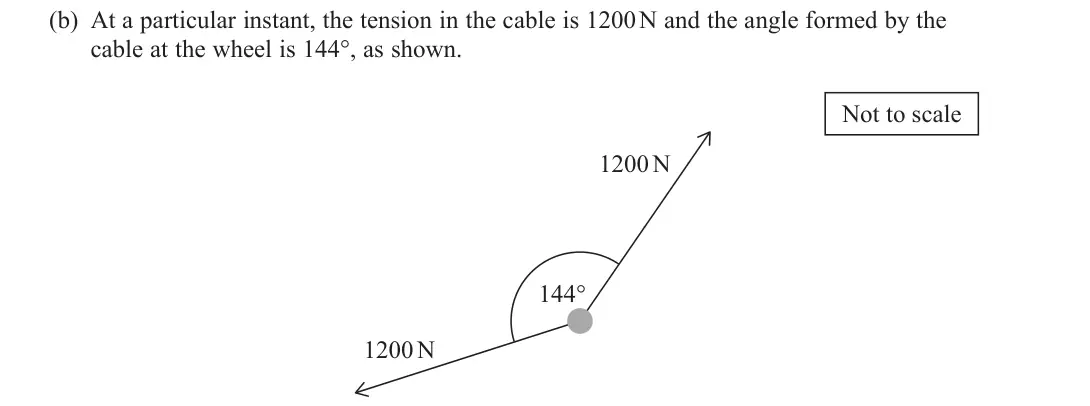 (b) At a particular instant, the tension in the cable is 1200 N and the angle formed by the
cable at the wheel is 144°, as shown.
Not to scale
1200 N
144°
1200 N